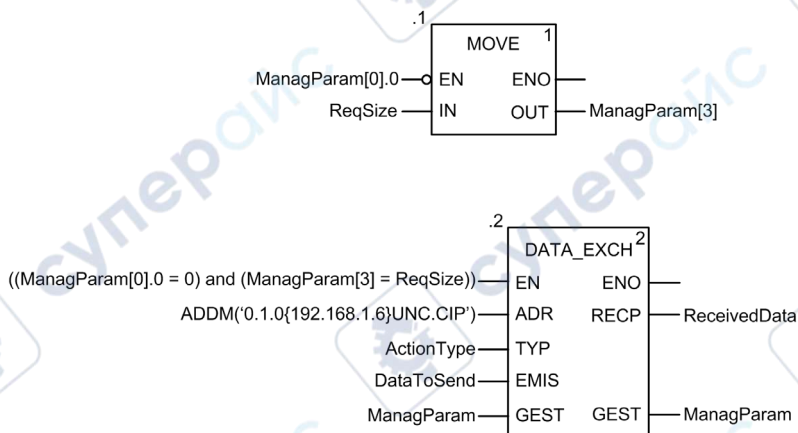 .1
MOVE 1
ManagParam[0].0 EN ENO
ReqSize IN OUT ManagParam[3]
.2
DATA_EXCH 2
((ManagParam[0].0 = 0) and (ManagParam[3] = ReqSize)) EN ENO
ADDM(‘0.1.0{192.168.1.6}UNC.CIP’) ADR RECP ReceivedData
ActionType TYP
DataToSend EMIS
ManagParam GEST GEST ManagParam
суперайс